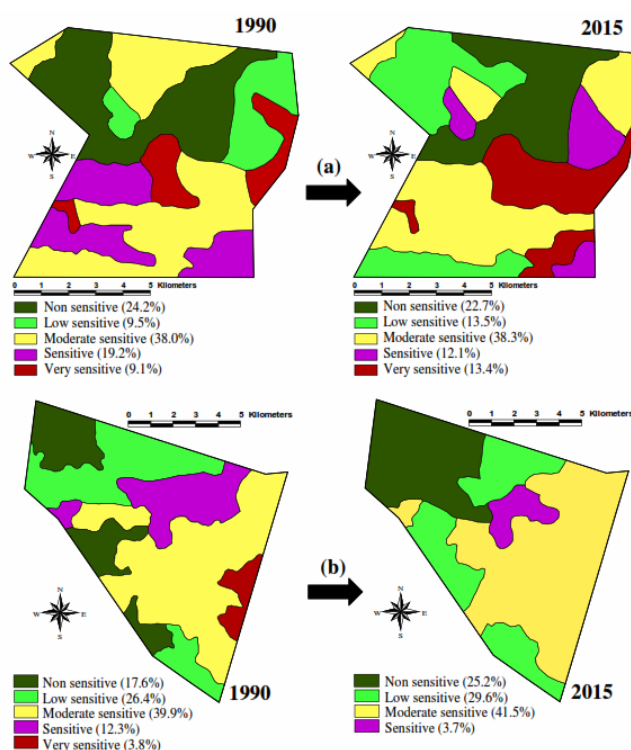 1990
2015
N
W E
S
N
W E
S
(a)
0 1 2 3 4 5 Kilometers
0 1 2 3 4 5 Kilometers
Non sensitive (24.2%)
Low sensitive (9.5%)
Moderate sensitive (38.0%)
Sensitive (19.2%)
Very sensitive (9.1%)
Non sensitive (22.7%)
Low sensitive (13.5%)
Moderate sensitive (38.3%)
Sensitive (12.1%)
Very sensitive (13.4%)
0 1 2 3 4 5 Kilometers
0 1 2 3 4 5 Kilometers
(b)
N
W E
S
N
W E
S
Non sensitive (17.6%)
Low sensitive (26.4%)
Moderate sensitive (39.9%)
Sensitive (12.3%)
Very sensitive (3.8%)
1990
Non sensitive (25.2%)
Low sensitive (29.6%)
Moderate sensitive (41.5%)
Sensitive (3.7%)
2015